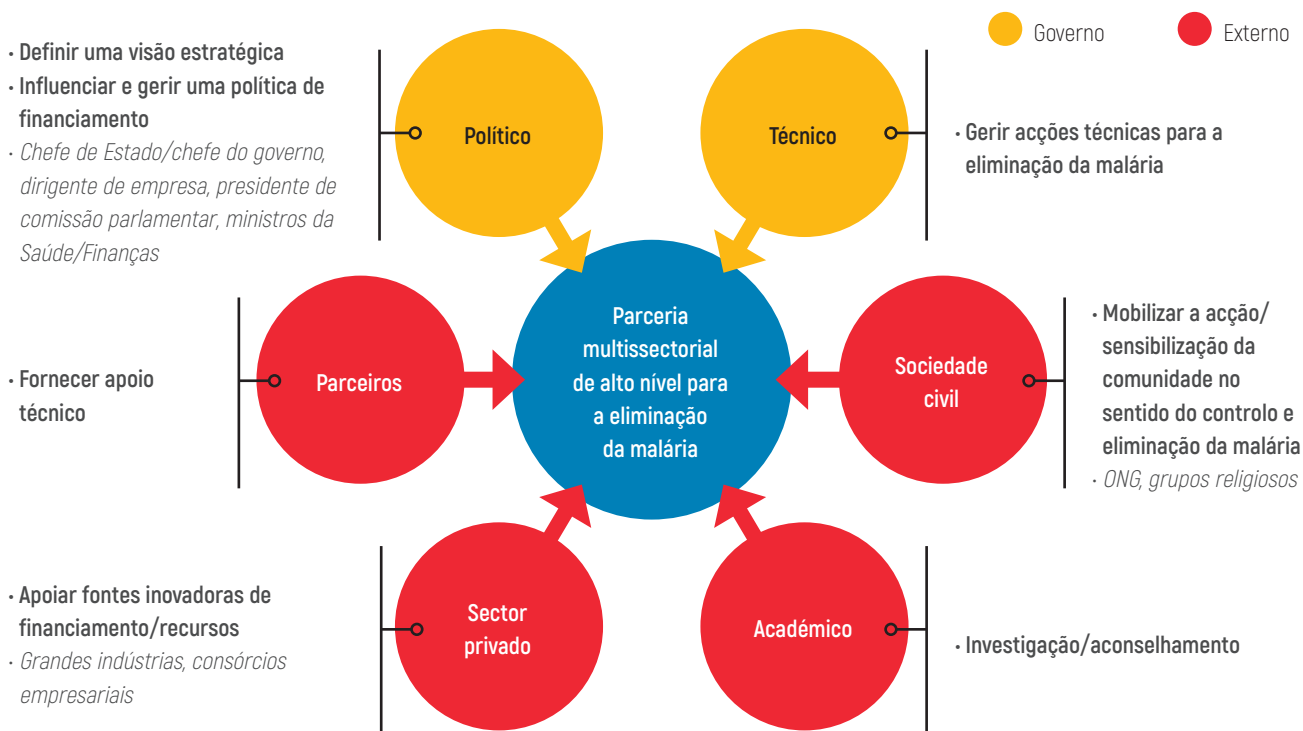 Governo
Externo
· Definir uma visão estratégica
· Influenciar e gerir uma política de
financiamento
· Chefe de Estado/chefe do governo,
dirigente de empresa, presidente de
comissão parlamentar, ministros da
Saúde/Finanças
Político
Técnico
· Gerir acções técnicas para a
eliminação da malária
· Fornecer apoio
técnico
Parceiros
Parceria
multissectorial
de alto nível para
a eliminação
da malária
Sociedade
civil
· Mobilizar a acção/
sensibilização da
comunidade no
sentido do controlo e
eliminação da malária
· ONG, grupos religiosos
· Apoiar fontes inovadoras de
financiamento/recursos
· Grandes indústrias, consórcios
empresariais
Sector
privado
Académico
· Investigação/aconselhamento